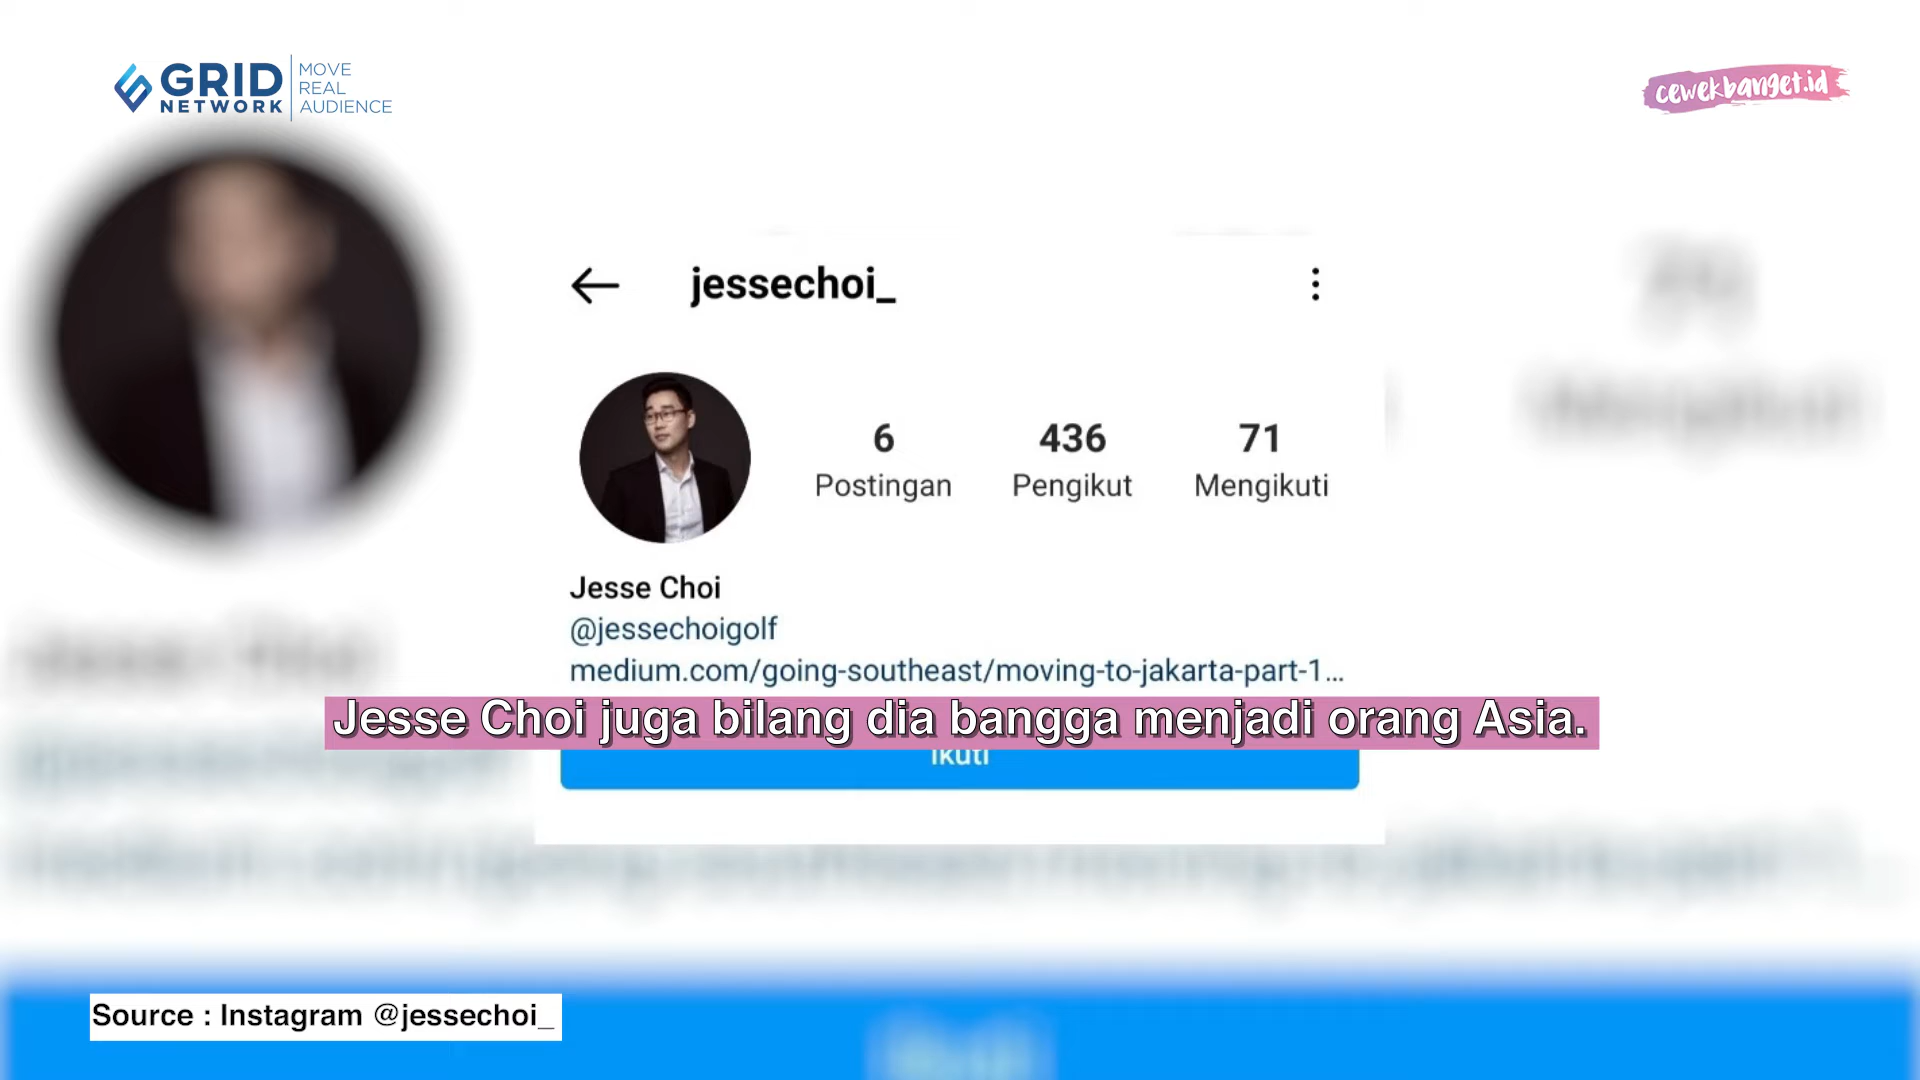 GRID
NETWORK
MOVE
REAL
AUDIENCE
cewekbanget.id
jessechoi_
6
436
71
Postingan
Pengikut
Mengikuti
Jesse Choi
@jessechoigolf
medium.com/going-southeast/moving-to-jakarta-part-1...
Jesse Choi juga bilang dia bangga menjadi orang Asia.
Ikuti
Source : Instagram @jessechoi_